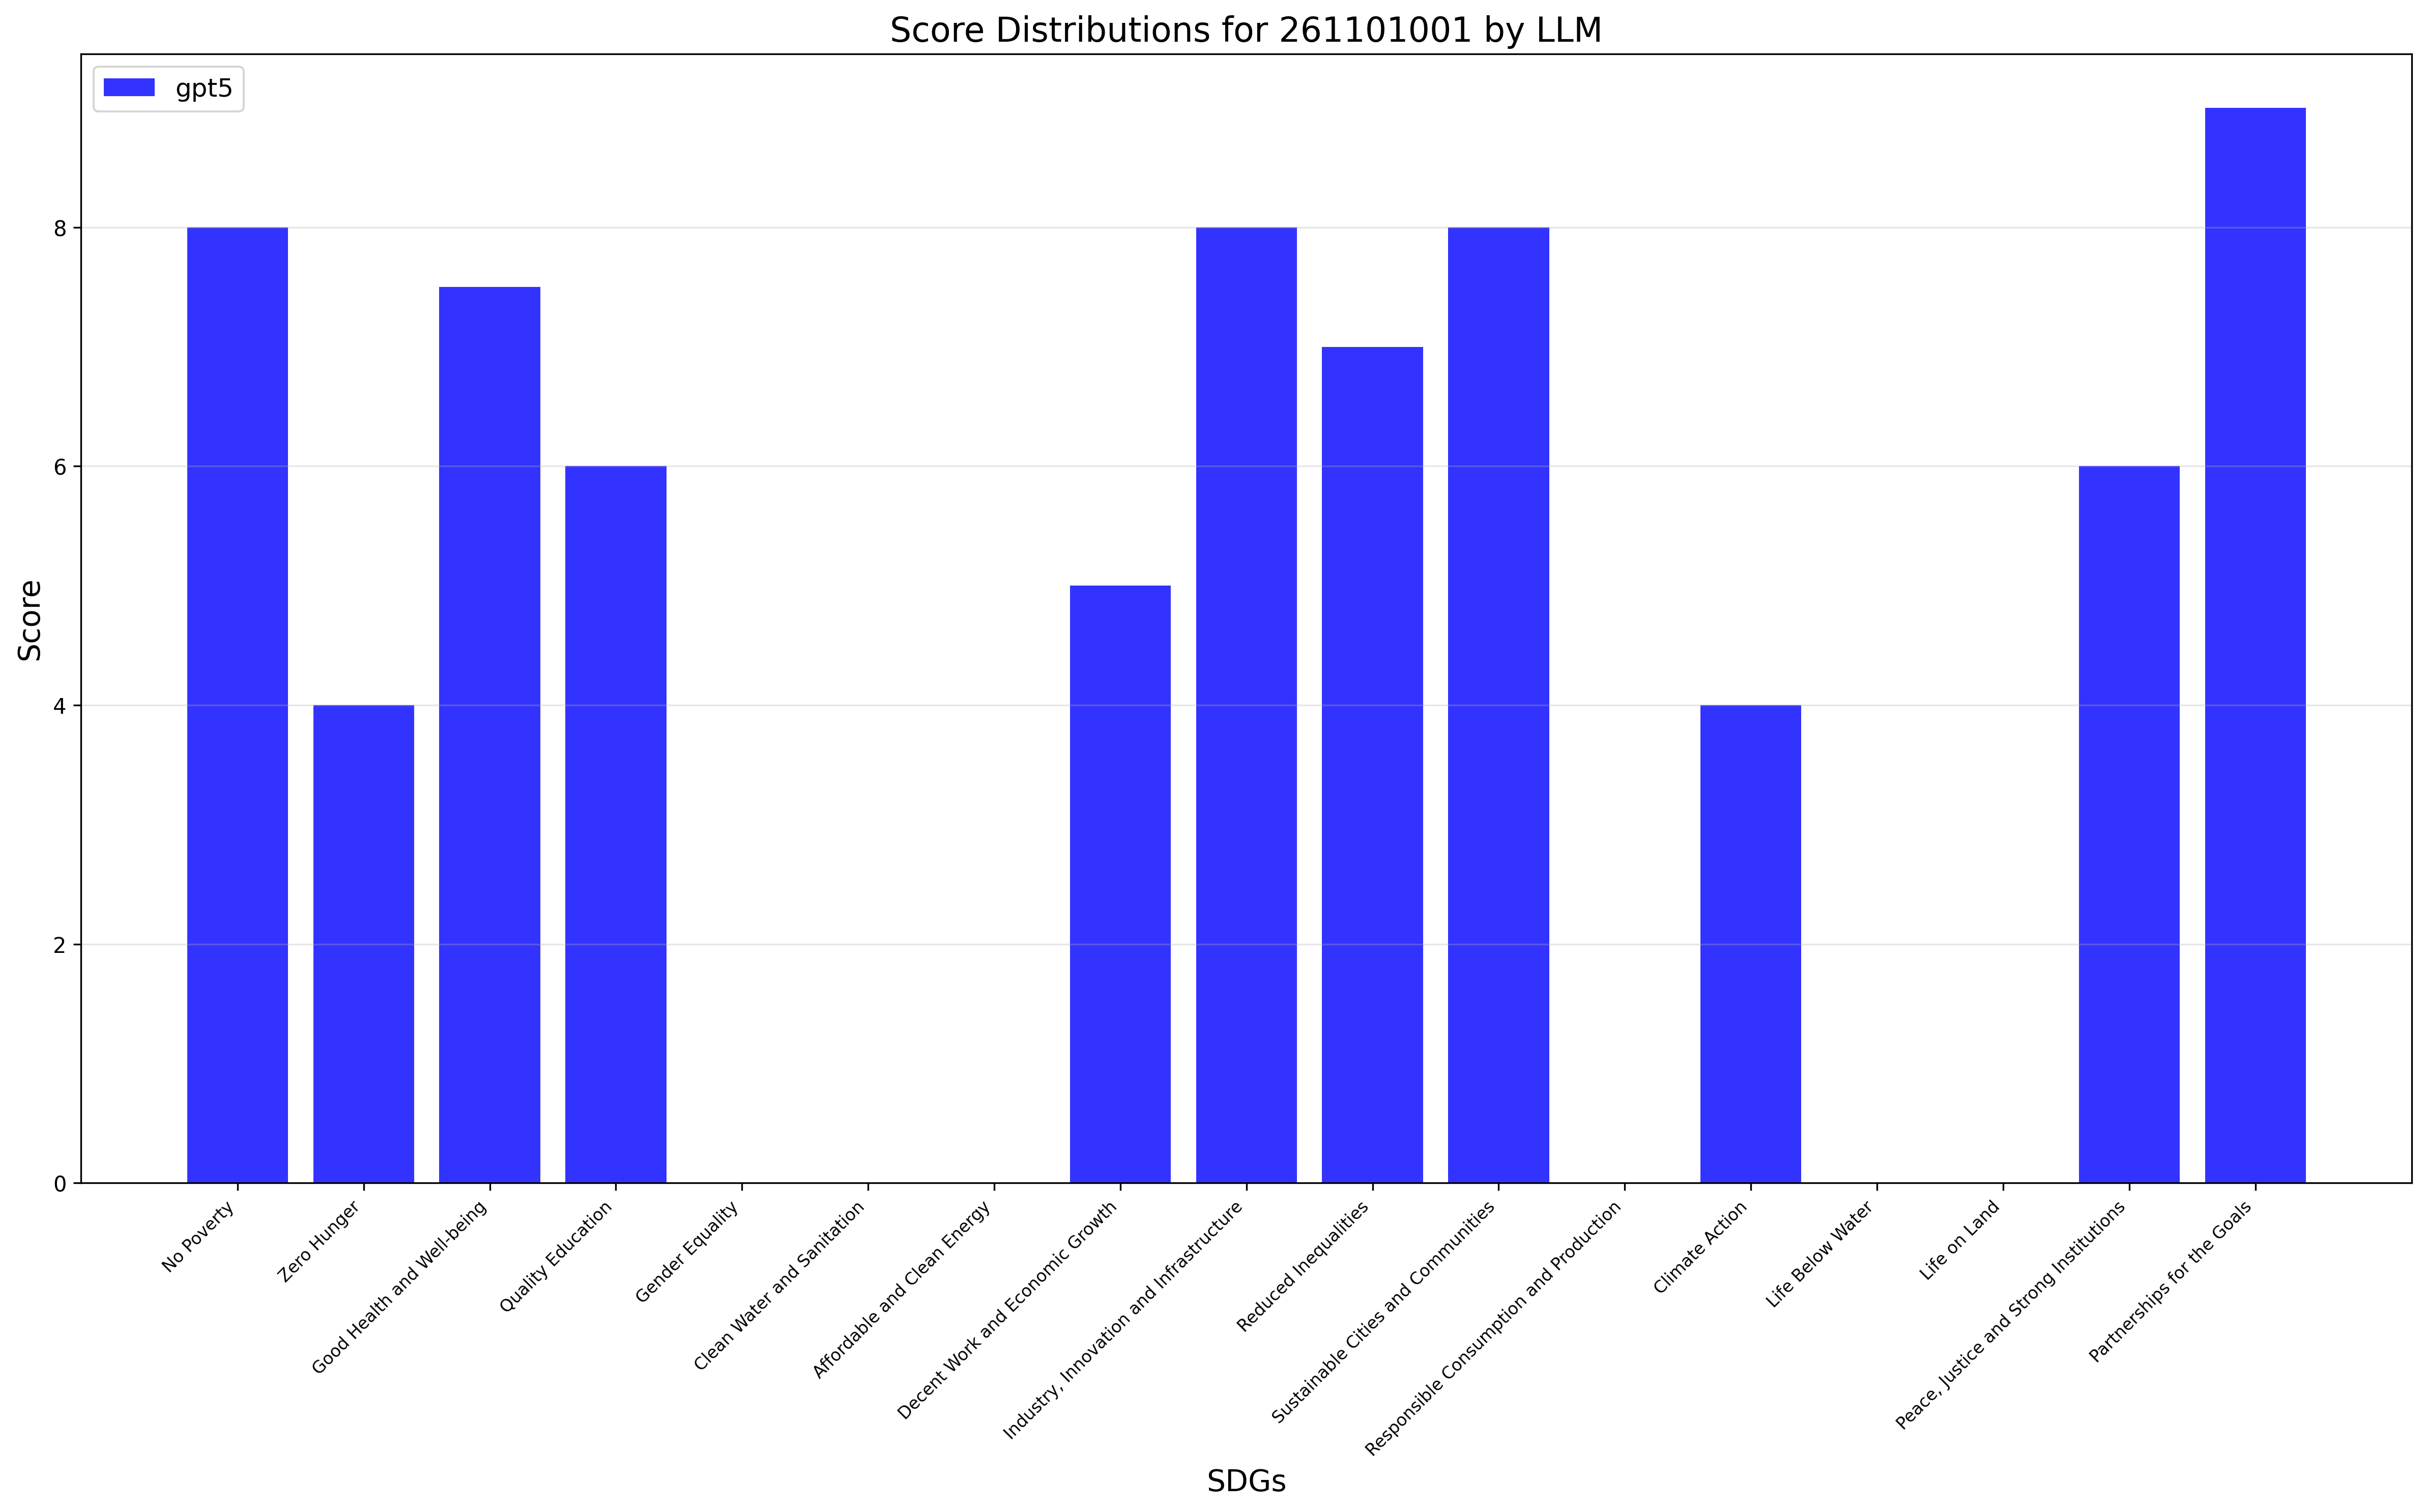 Score Distributions for 261101001 by LLM
gpt5
Score
8
6
4
2
0
No Poverty
Zero Hunger
Good Health and Well-being
Quality Education
Gender Equality
Clean Water and Sanitation
Affordable and Clean Energy
Decent Work and Economic Growth
Industry, Innovation and Infrastructure
Reduced Inequalities
Sustainable Cities and Communities
Responsible Consumption and Production
Climate Action
Life Below Water
Life on Land
Peace, Justice and Strong Institutions
Partnerships for the Goals
SDGs